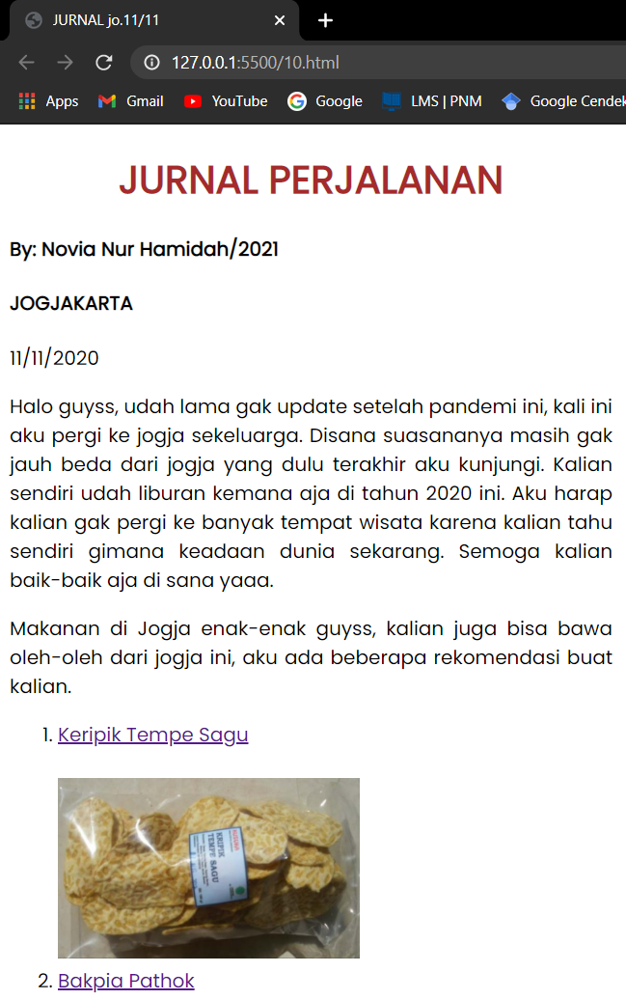 JURNAL jo.11/11
127.0.0.1:5500/10.html
Apps Gmail YouTube Google LMS | PNM Google Cendek
JURNAL PERJALANAN
By: Novia Nur Hamidah/2021
JOGJAKARTA
11/11/2020
Halo guyss, udah lama gak update setelah pandemi ini, kali ini
aku pergi ke jogja sekeluarga. Disana suasananya masih gak
jauh beda dari jogja yang dulu terakhir aku kunjungi. Kalian
sendiri udah liburan kemana aja di tahun 2020 ini. Aku harap
kalian gak pergi ke banyak tempat wisata karena kalian tahu
sendiri gimana keadaan dunia sekarang. Semoga kalian
baik-baik aja di sana yaaa.
Makanan di Jogja enak-enak guyss, kalian juga bisa bawa
oleh-oleh dari jogja ini, aku ada beberapa rekomendasi buat
kalian.
1. Keripik Tempe Sagu
KRIPIK
TEMPE SAGU
2. Bakpia Pathok